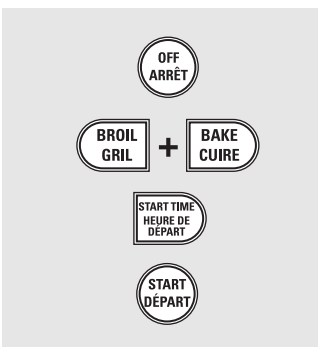 OFF
ARRÊT
BROIL
GRIL
+
BAKE
CUIRE
START TIME
HEURE DE
DÉPART
START
DÉPART